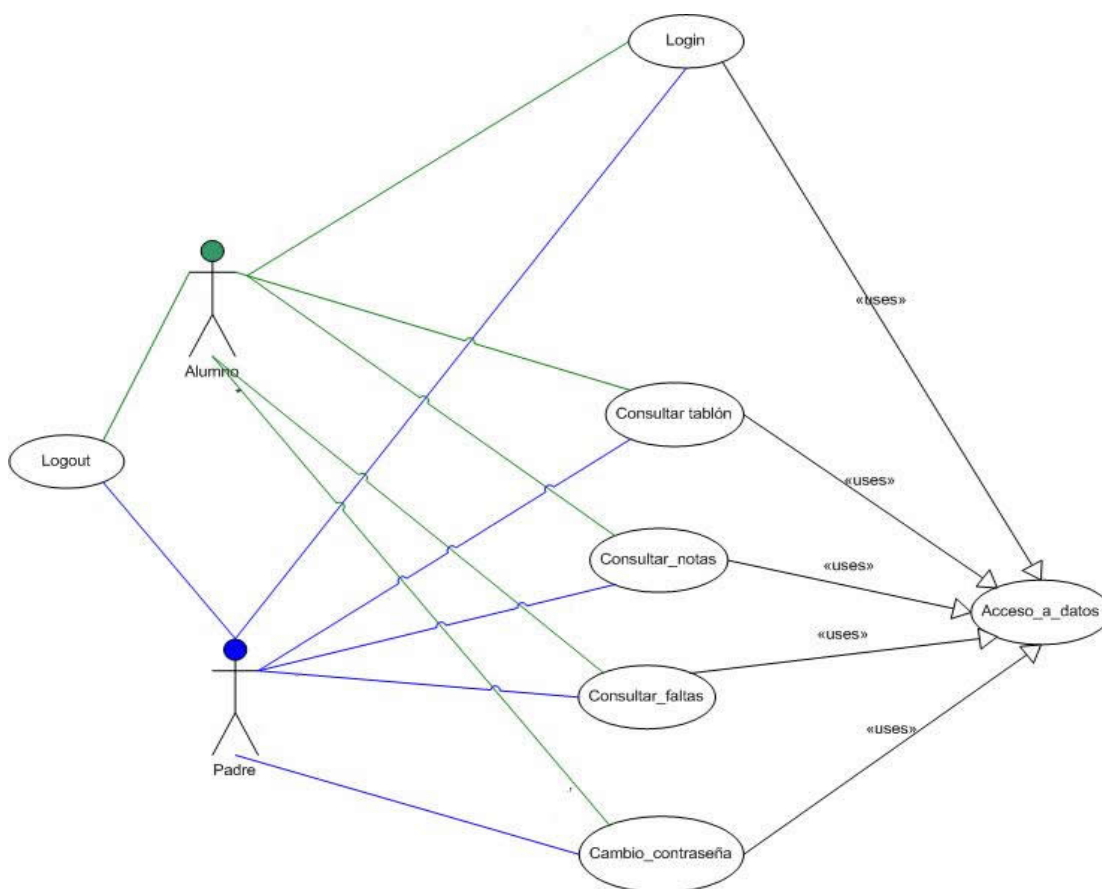 Login
«uses»
Alumno
Consultar tablón
Logout
«uses»
Consultar_notas
«uses»
Acceso_a_datos
«uses»
Consultar_faltas
«uses»
Padre
Cambio_contraseña